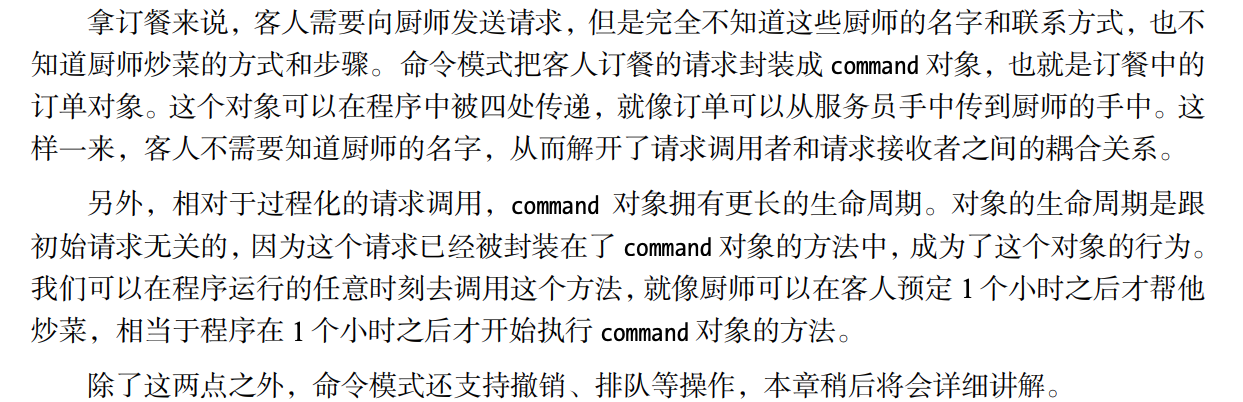 拿订餐来说，客人需要向厨师发送请求，但是完全不知道这些厨师的名字和联系方式，也不
知道厨师炒菜的方式和步骤。命令模式把客人订餐的请求封装成 command 对象，也就是订餐中的
订单对象。这个对象可以在程序中被四处传递，就像订单可以从服务员手中传到厨师的手中。这
样一来，客人不需要知道厨师的名字，从而解开了请求调用者和请求接收者之间的耦合关系。
另外，相对于过程化的请求调用，command 对象拥有更长的生命周期。对象的生命周期是跟
初始请求无关的，因为这个请求已经被封装在了 command 对象的方法中，成为了这个对象的行为。
我们可以在程序运行的任意时刻去调用这个方法，就像厨师可以在客人预定 1 个小时之后才帮他
炒菜，相当于程序在 1 个小时之后才开始执行 command 对象的方法。
除了这两点之外，命令模式还支持撤销、排队等操作，本章稍后将会详细讲解。